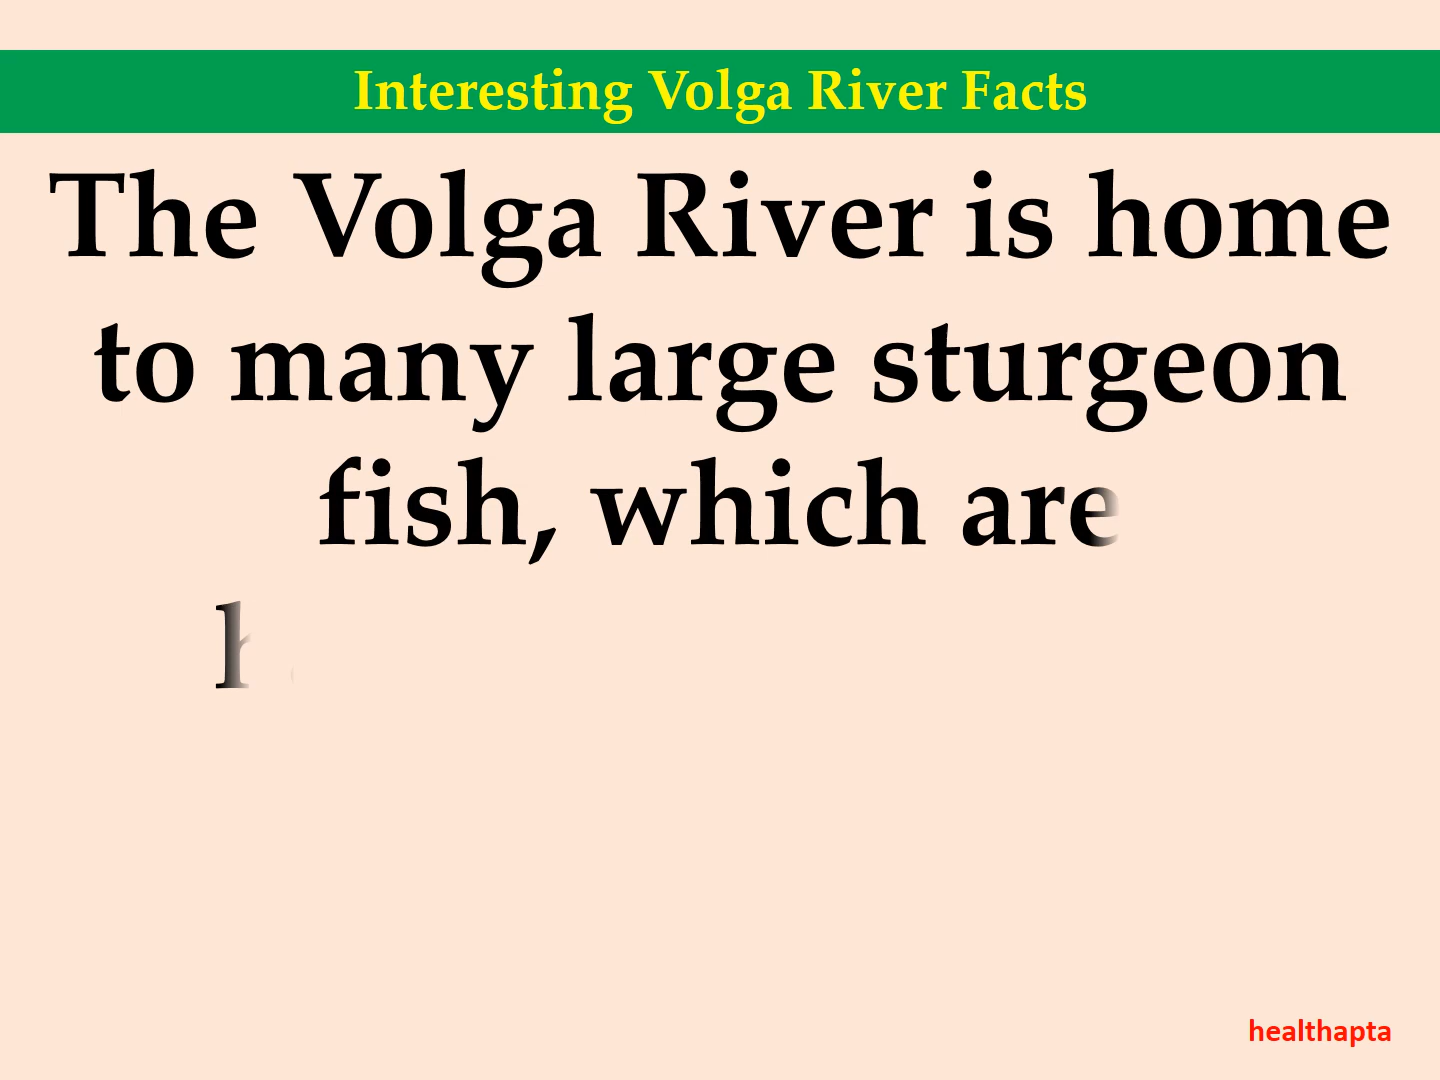 Interesting Volga River Facts
The Volga River is home
to many large sturgeon
fish, which are
healthapta